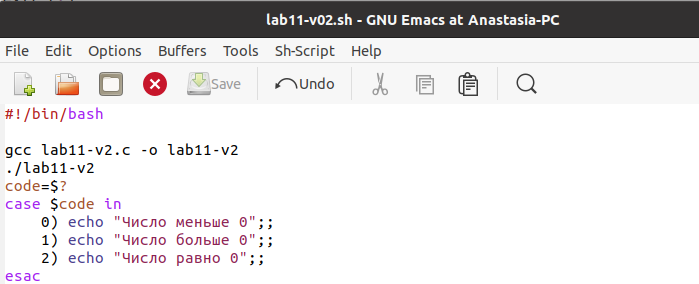 lab11-v02.sh - GNU Emacs at Anastasia-PC
File Edit Options Buffers Tools Sh-Script Help
Save Undo
#!/bin/bash
gcc lab11-v2.c -o lab11-v2
./lab11-v2
code=$?
case $code in
    0) echo "Число меньше 0";;
    1) echo "Число больше 0";;
    2) echo "Число равно 0";;
esac